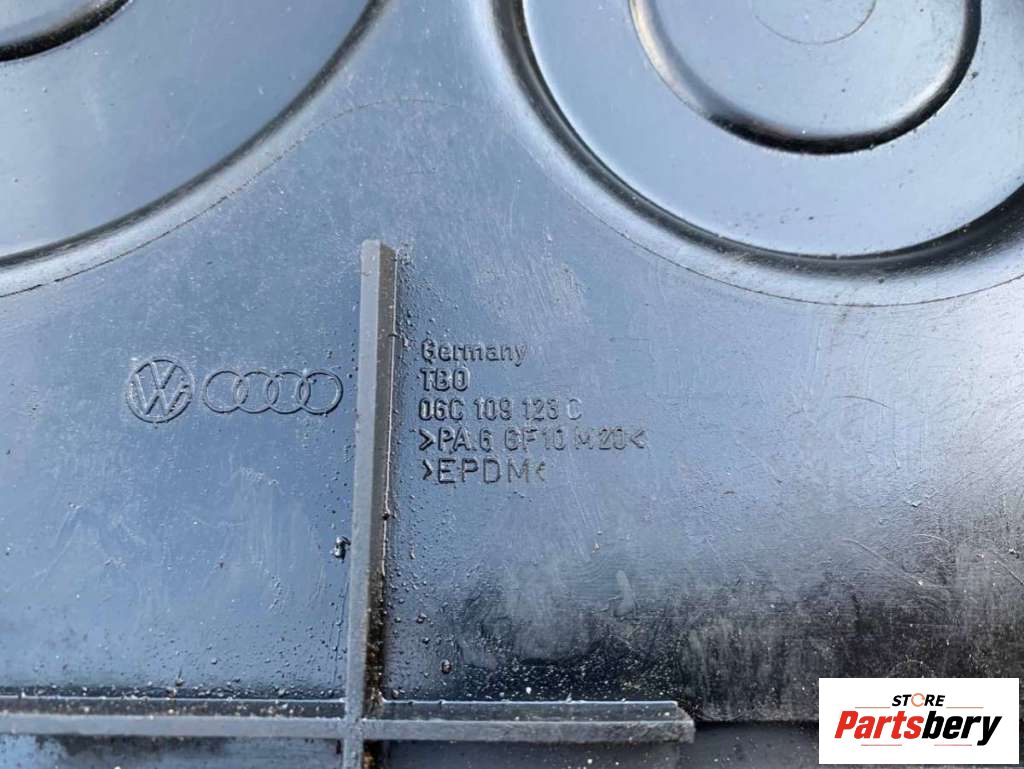 Germany
TBO
06C 109 123 C
>PA.6 GF10 M20<
>EPDM<
STORE
Partsbery